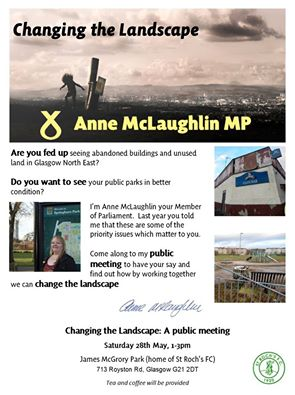 Changing the Landscape
Anne McLaughlin MP
Are you fed up seeing abandoned buildings and unused
land in Glasgow North East?
Do you want to see your public parks in better
condition?
I'm Anne McLaughlin your Member
of Parliament. Last year you told
me that these are some of the
priority issues which matter to you.
Come along to my public
meeting to have your say and
find out how by working together
we can change the landscape
Anne McLaughlin
Changing the Landscape: A public meeting
Saturday 28th May, 1-3pm
James McGrory Park (home of St Roch's FC)
713 Royston Rd, Glasgow G21 2DT
Tea and coffee will be provided
ST ROCH'S F.C.
1920